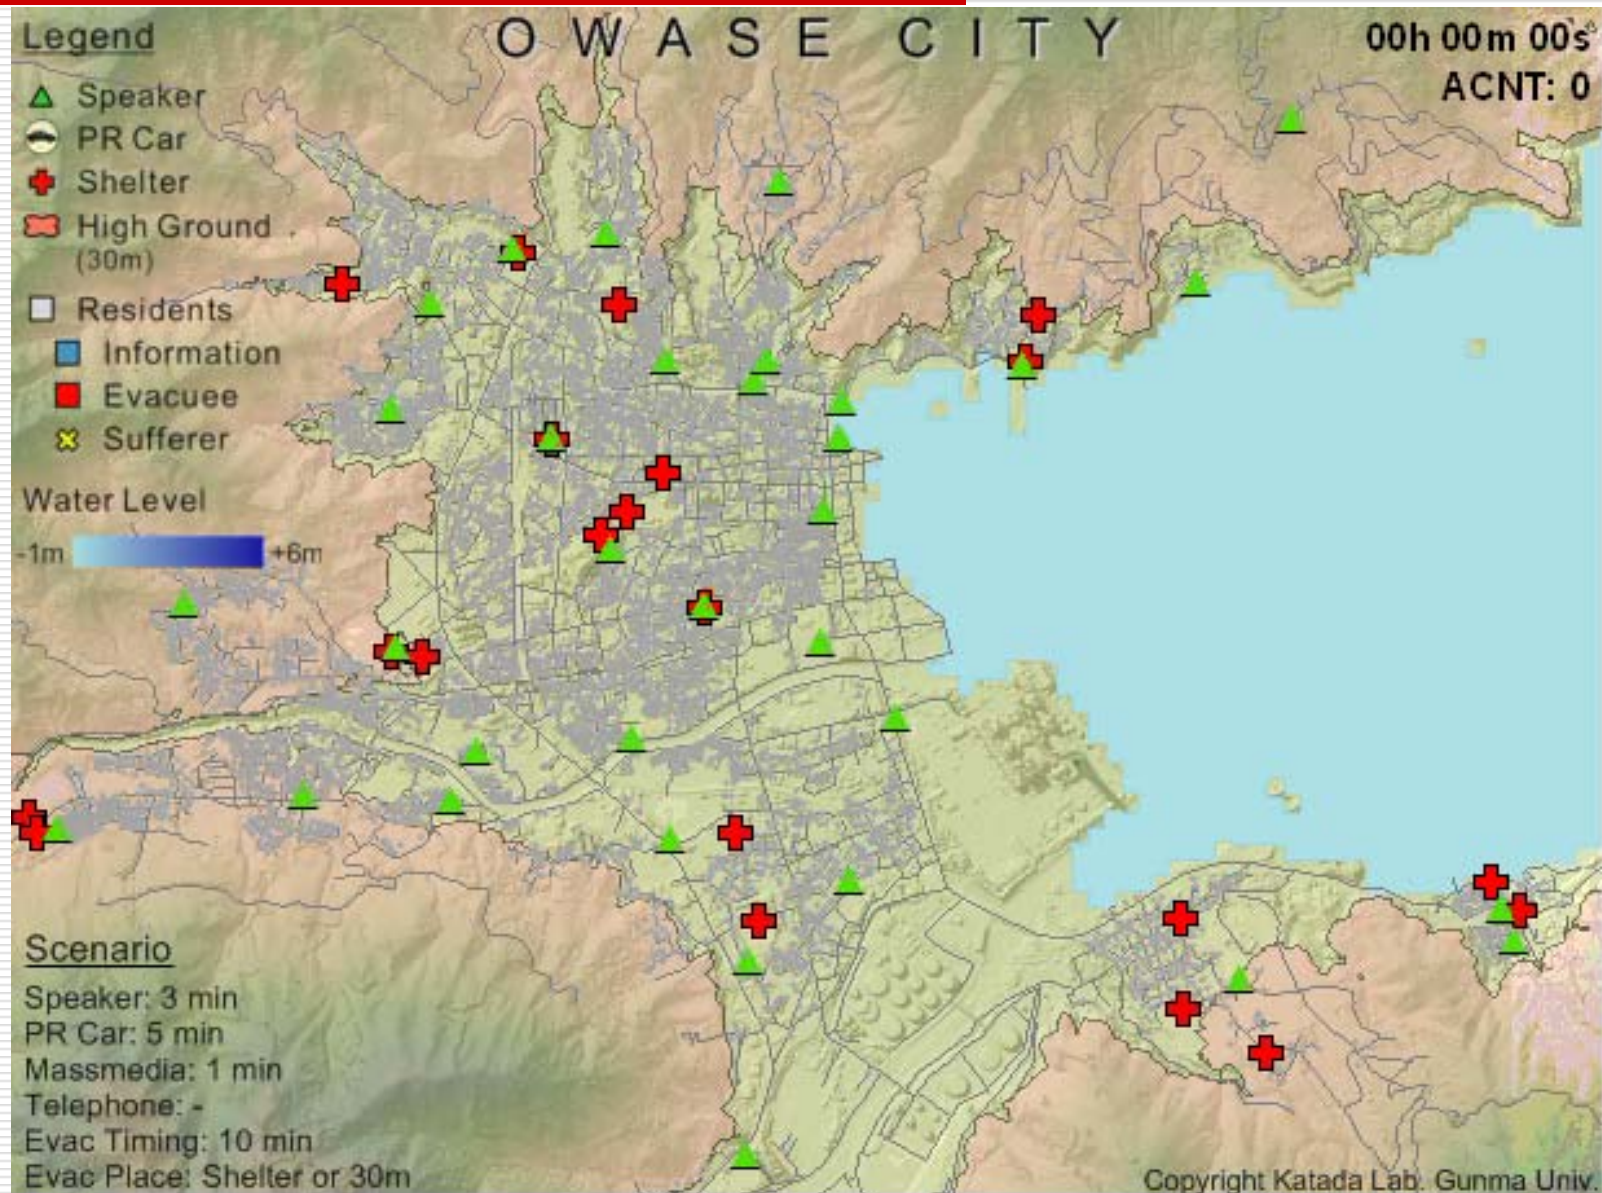 OWASE CITY
00h 00m 00s
ACNT: 0
Legend
Speaker
PR Car
Shelter
High Ground
(30m)
Residents
Information
Evacuee
Sufferer
Water Level
-1m +6m
Scenario
Speaker: 3 min
PR Car: 5 min
Massmedia: 1 min
Telephone: -
Evac Timing: 10 min
Evac Place: Shelter or 30m
Copyright Katada Lab. Gunma Univ.